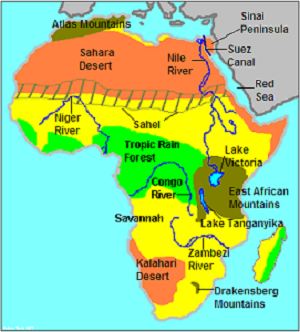 Atlas Mountains
Sinai
Peninsula
Suez
Canal
Sahara
Desert
Nile
River
Red
Sea
Niger
River
Sahel
Tropic Rain
Forest
Lake
Victoria
Congo
River
East African
Mountains
Savannah
Lake Tanganyika
Zambezi
River
Kalahari
Desert
Drakensberg
Mountains